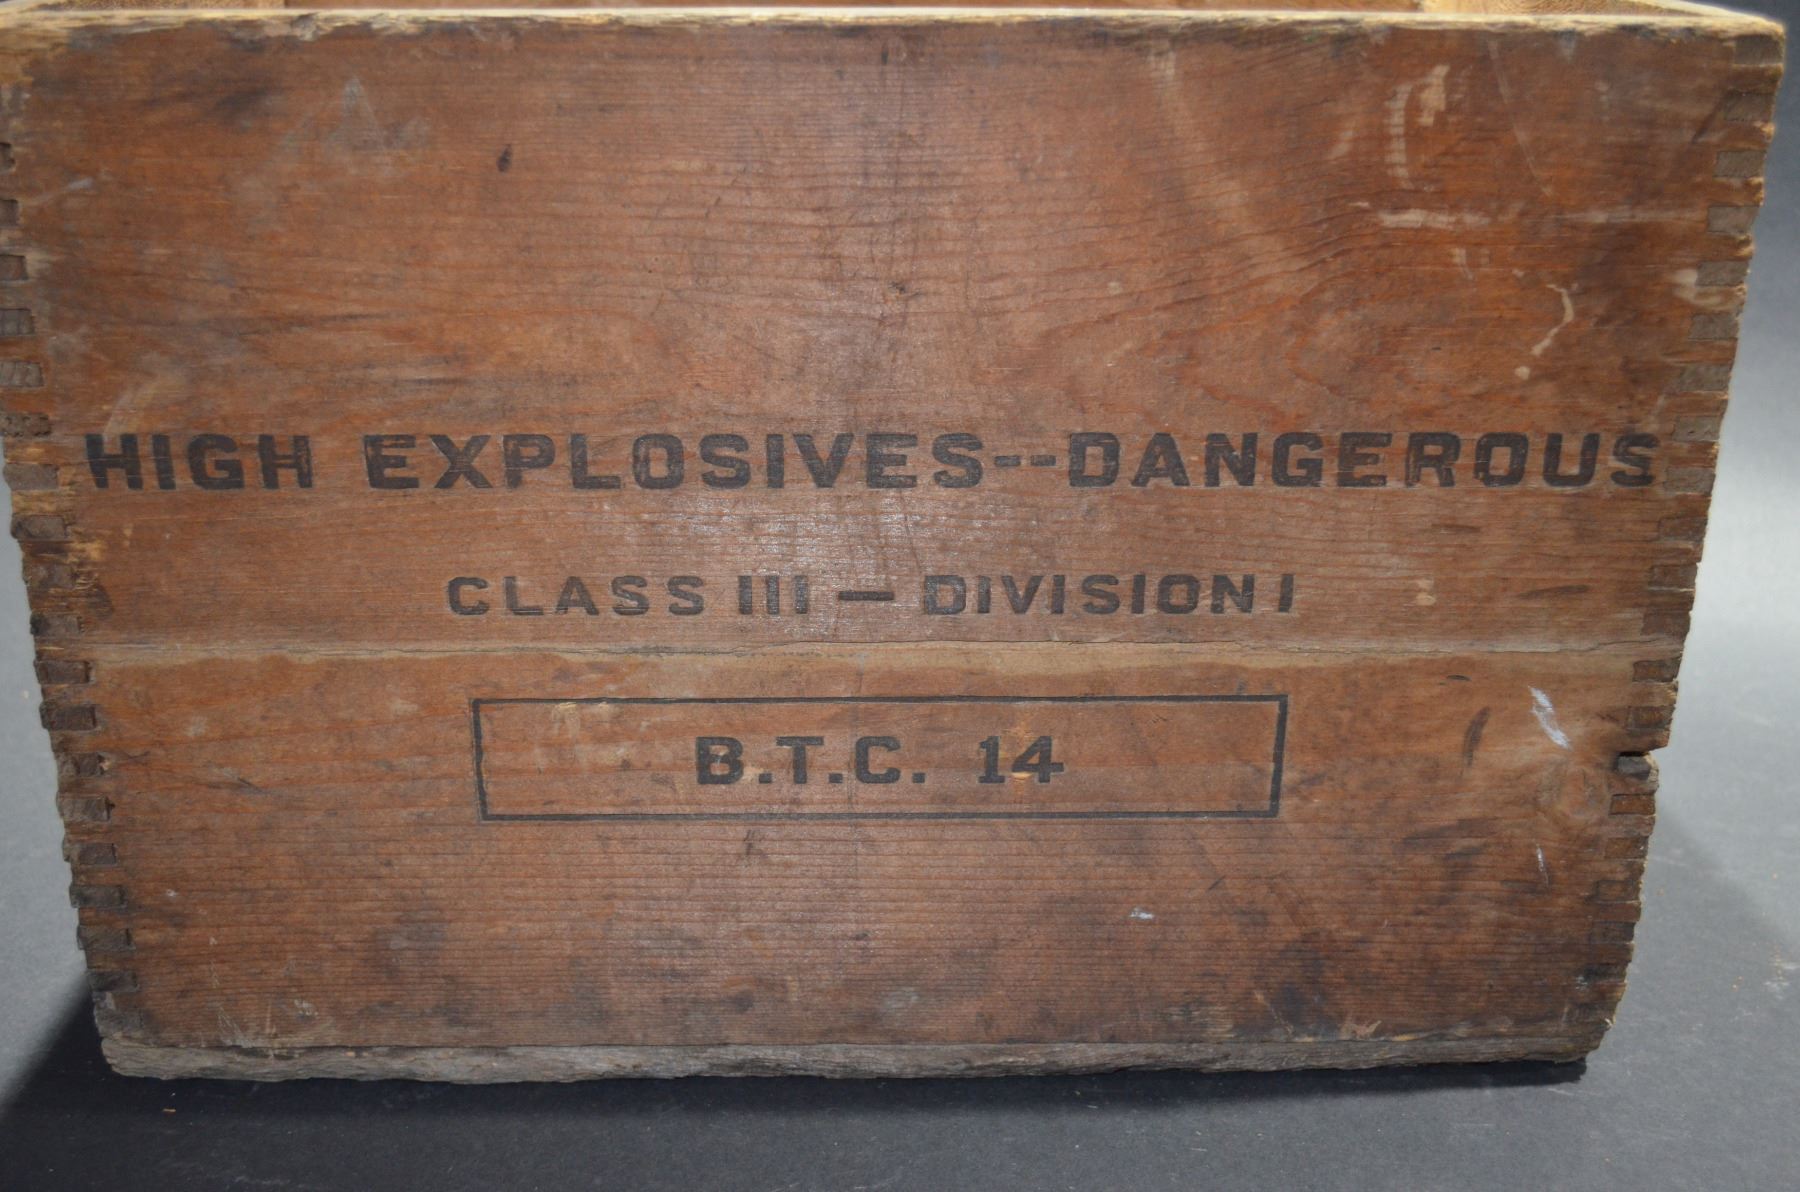 HIGH EXPLOSIVES--DANGEROUS
CLASS III — DIVISION I
B.T.C. 14